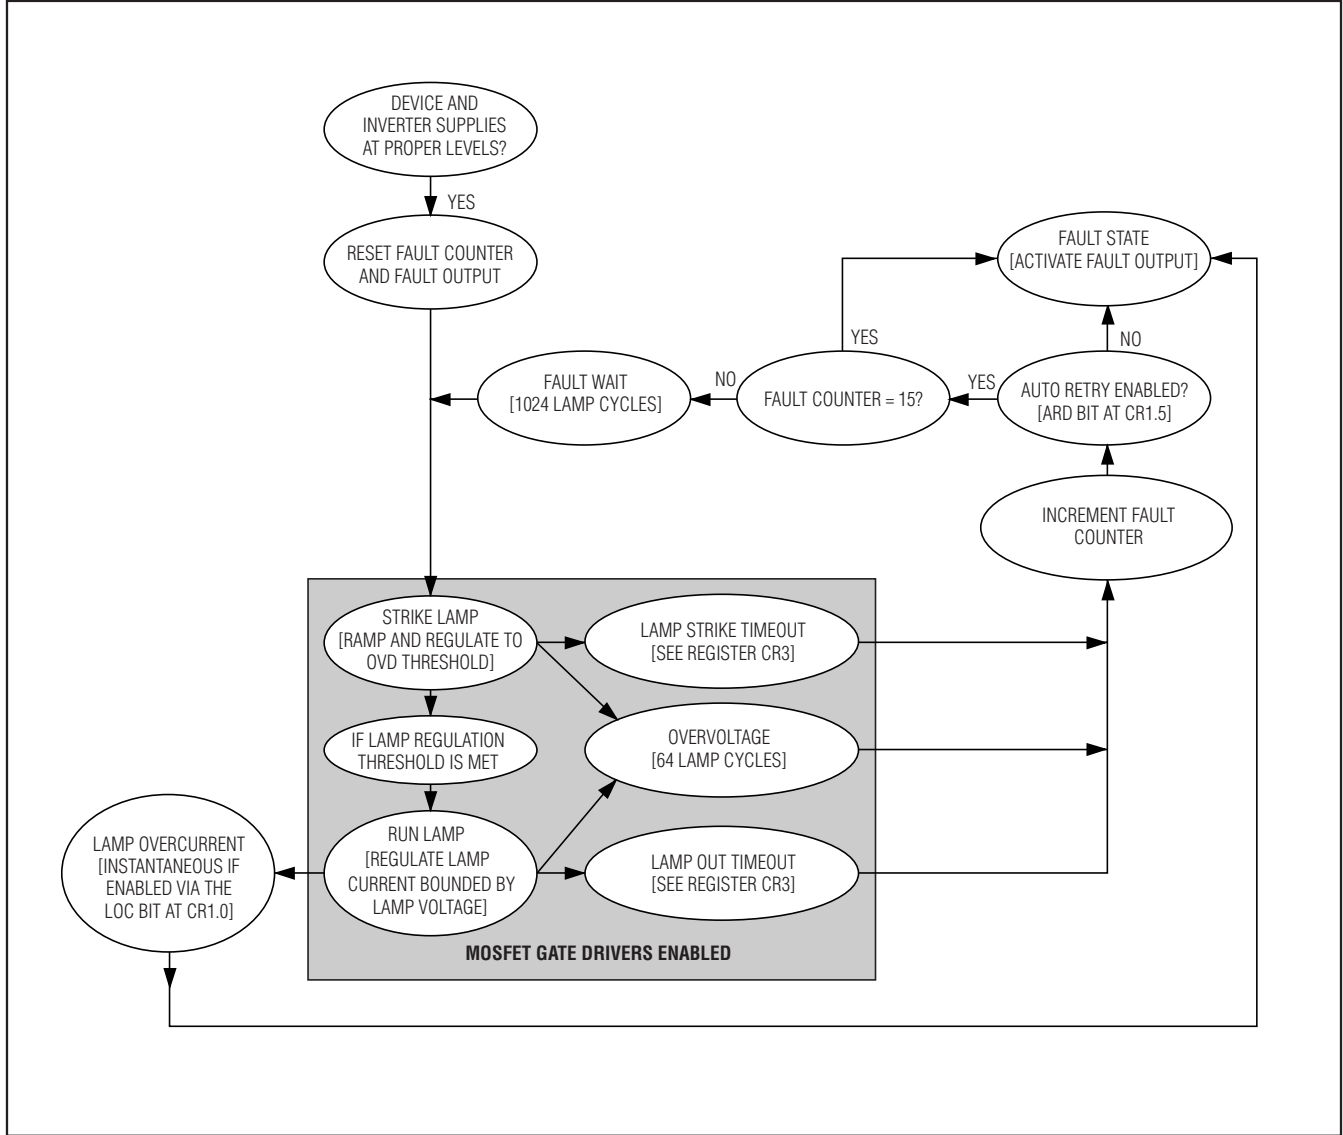 DEVICE AND
INVERTER SUPPLIES
AT PROPER LEVELS?
YES
RESET FAULT COUNTER
AND FAULT OUTPUT
FAULT STATE
[ACTIVATE FAULT OUTPUT]
YES
NO
FAULT WAIT
[1024 LAMP CYCLES]
NO
FAULT COUNTER = 15?
YES
AUTO RETRY ENABLED?
[ARD BIT AT CR1.5]
INCREMENT FAULT
COUNTER
STRIKE LAMP
[RAMP AND REGULATE TO
OVD THRESHOLD]
LAMP STRIKE TIMEOUT
[SEE REGISTER CR3]
IF LAMP REGULATION
THRESHOLD IS MET
OVERVOLTAGE
[64 LAMP CYCLES]
LAMP OVERCURRENT
[INSTANTANEOUS IF
ENABLED VIA THE
LOC BIT AT CR1.0]
RUN LAMP
[REGULATE LAMP
CURRENT BOUNDED BY
LAMP VOLTAGE]
LAMP OUT TIMEOUT
[SEE REGISTER CR3]
MOSFET GATE DRIVERS ENABLED